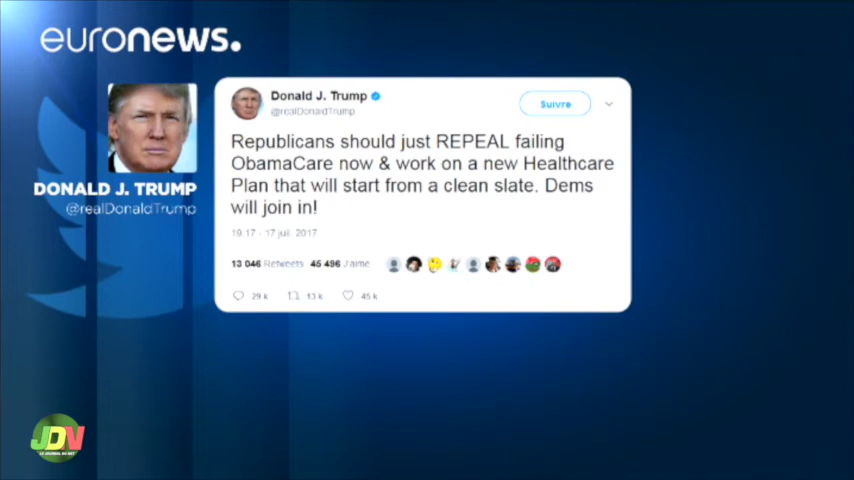 euronews.
DONALD J. TRUMP
@realDonaldTrump
Donald J. Trump
@realDonaldTrump
Suivre
Republicans should just REPEAL failing
ObamaCare now & work on a new Healthcare
Plan that will start from a clean slate. Dems
will join in!
19:17 - 17 juil. 2017
13 046 Retweets 45 496 J'aime
29 k 13 k 45 k
JDV